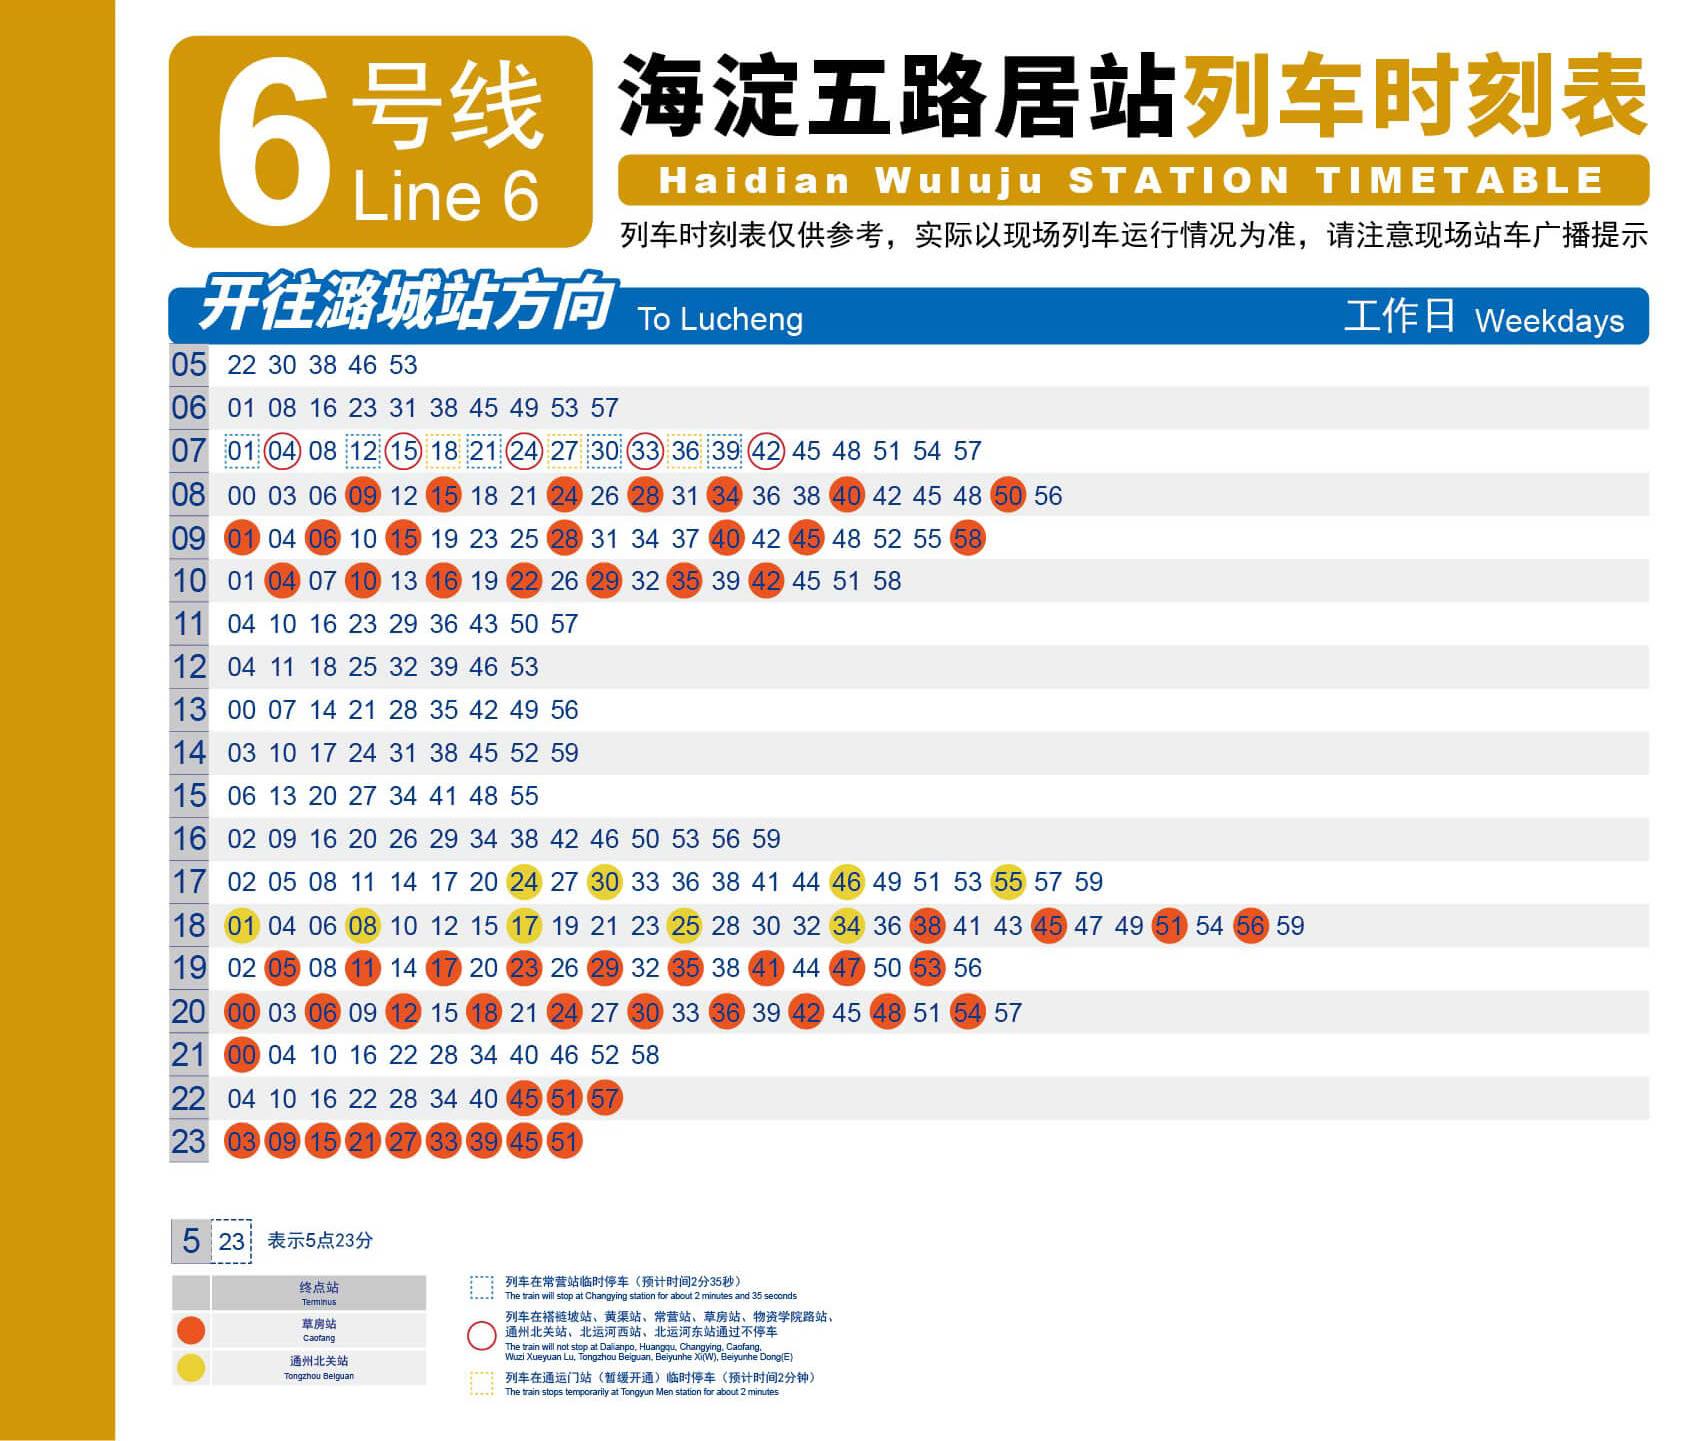 6号线
Line 6
海淀五路居站列车时刻表
Haidian Wuluju STATION TIMETABLE
列车时刻表仅供参考，实际以现场列车运行情况为准，请注意现场站车广播提示
开往潞城站方向 To Lucheng 工作日 Weekdays
05 22 30 38 46 53
06 01 08 16 23 31 38 45 49 53 57
07 01 04 08 12 15 18 21 24 27 30 33 36 39 42 45 48 51 54 57
08 00 03 06 09 12 15 18 21 24 26 28 31 34 36 38 40 42 45 48 50 56
09 01 04 06 10 15 19 23 25 28 31 34 37 40 42 45 48 52 55 58
10 01 04 07 10 13 16 19 22 26 29 32 35 39 42 45 51 58
11 04 10 16 23 29 36 43 50 57
12 04 11 18 25 32 39 46 53
13 00 07 14 21 28 35 42 49 56
14 03 10 17 24 31 38 45 52 59
15 06 13 20 27 34 41 48 55
16 02 09 16 20 26 29 34 38 42 46 50 53 56 59
17 02 05 08 11 14 17 20 24 27 30 33 36 38 41 44 46 49 51 53 55 57 59
18 01 04 06 08 10 12 15 17 19 21 23 25 28 30 32 34 36 38 41 43 45 47 49 51 54 56 59
19 02 05 08 11 14 17 20 23 26 29 32 35 38 41 44 47 50 53 56
20 00 03 06 09 12 15 18 21 24 27 30 33 36 39 42 45 48 51 54 57
21 00 04 10 16 22 28 34 40 46 52 58
22 04 10 16 22 28 34 40 45 51 57
23 03 09 15 21 27 33 39 45 51
5 23 表示5点23分
终点站
Terminus
草房站
Caofang
通州北关站
Tongzhou Beiguan
列车在常营站临时停车（预计时间2分35秒）
The train will stop at Changying station for about 2 minutes and 35 seconds
列车在褡裢坡站、黄渠站、常营站、草房站、物资学院路站、
通州北关站、北运河西站、北运河东站通过不停车
The train will not stop at Dalianpo, Huangqu, Changying, Caofang,
Wuzi Xueyuan Lu, Tongzhou Beiguan, Beiyunhe Xi(W), Beiyunhe Dong(E)
列车在通运门站（暂缓开通）临时停车（预计时间2分钟）
The train stops temporarily at Tongyun Men station for about 2 minutes